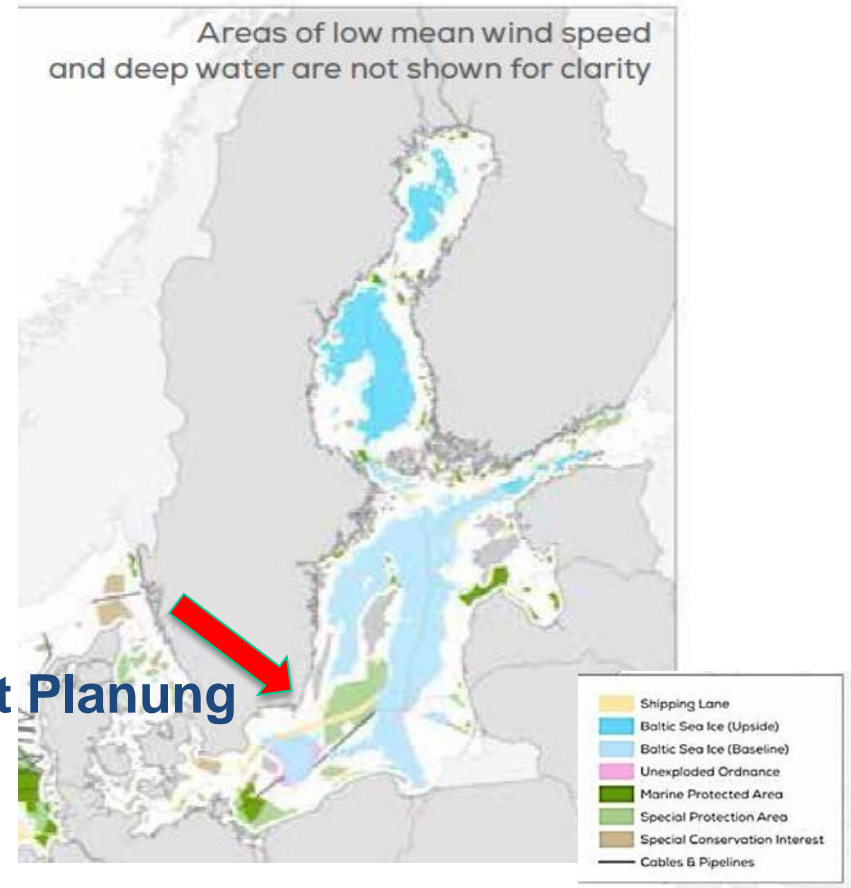 Areas of low mean wind speed
and deep water are not shown for clarity
t Planung
Shipping Lane
Baltic Sea Ice (Upside)
Baltic Sea Ice (Baseline)
Unexploded Ordnance
Marine Protected Area
Special Protection Area
Special Conservation Interest
Cables & Pipelines